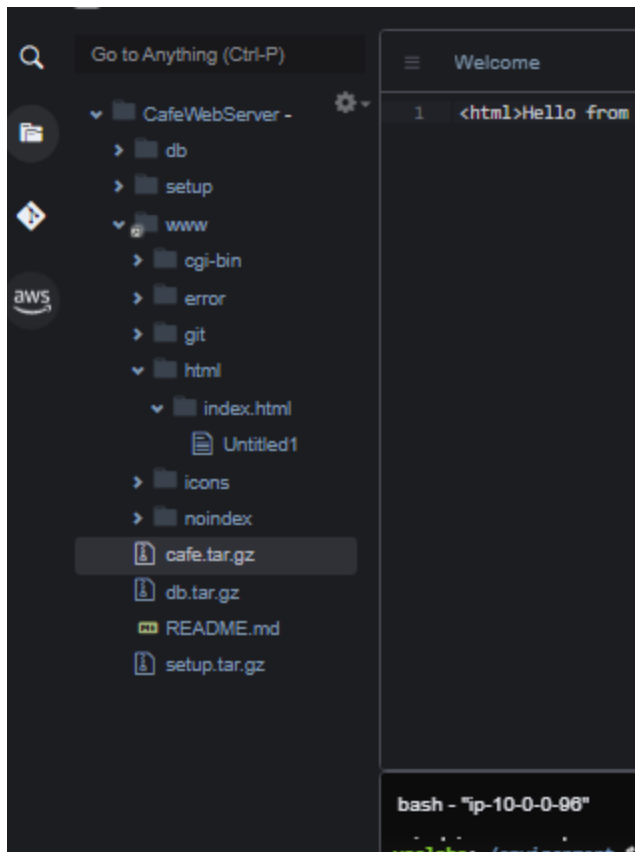 Go to Anything (Ctrl-P)
Welcome
CafeWebServer -
1 <html>Hello from
db
setup
www
cgi-bin
aws
error
git
html
index.html
Untitled1
icons
noindex
cafe.tar.gz
db.tar.gz
README.md
setup.tar.gz
bash - "ip-10-0-0-96"